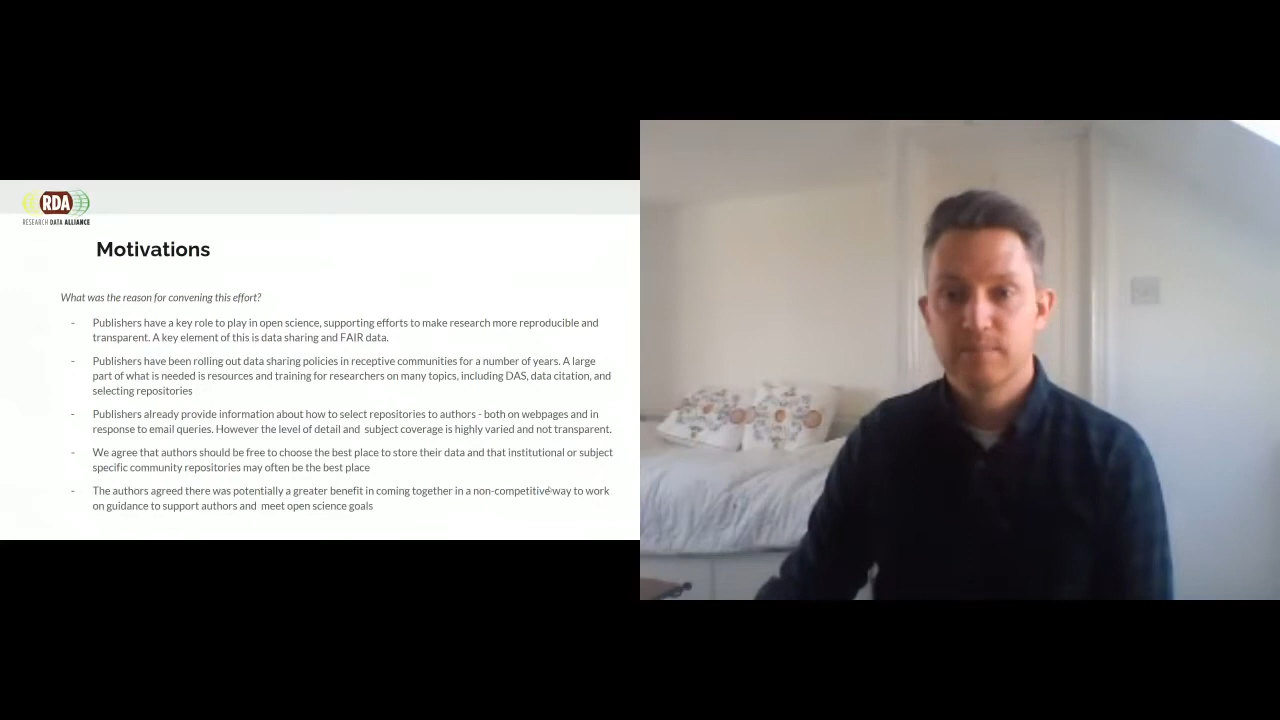 RDA
RESEARCH DATA ALLIANCE
Motivations
What was the reason for convening this effort?
- Publishers have a key role to play in open science, supporting efforts to make research more reproducible and
transparent. A key element of this is data sharing and FAIR data.
- Publishers have been rolling out data sharing policies in receptive communities for a number of years. A large
part of what is needed is resources and training for researchers on many topics, including DAS, data citation, and
selecting repositories
- Publishers already provide information about how to select repositories to authors - both on webpages and in
response to email queries. However the level of detail and subject coverage is highly varied and not transparent.
- We agree that authors should be free to choose the best place to store their data and that institutional or subject
specific community repositories may often be the best place
- The authors agreed there was potentially a greater benefit in coming together in a non-competitive way to work
on guidance to support authors and meet open science goals